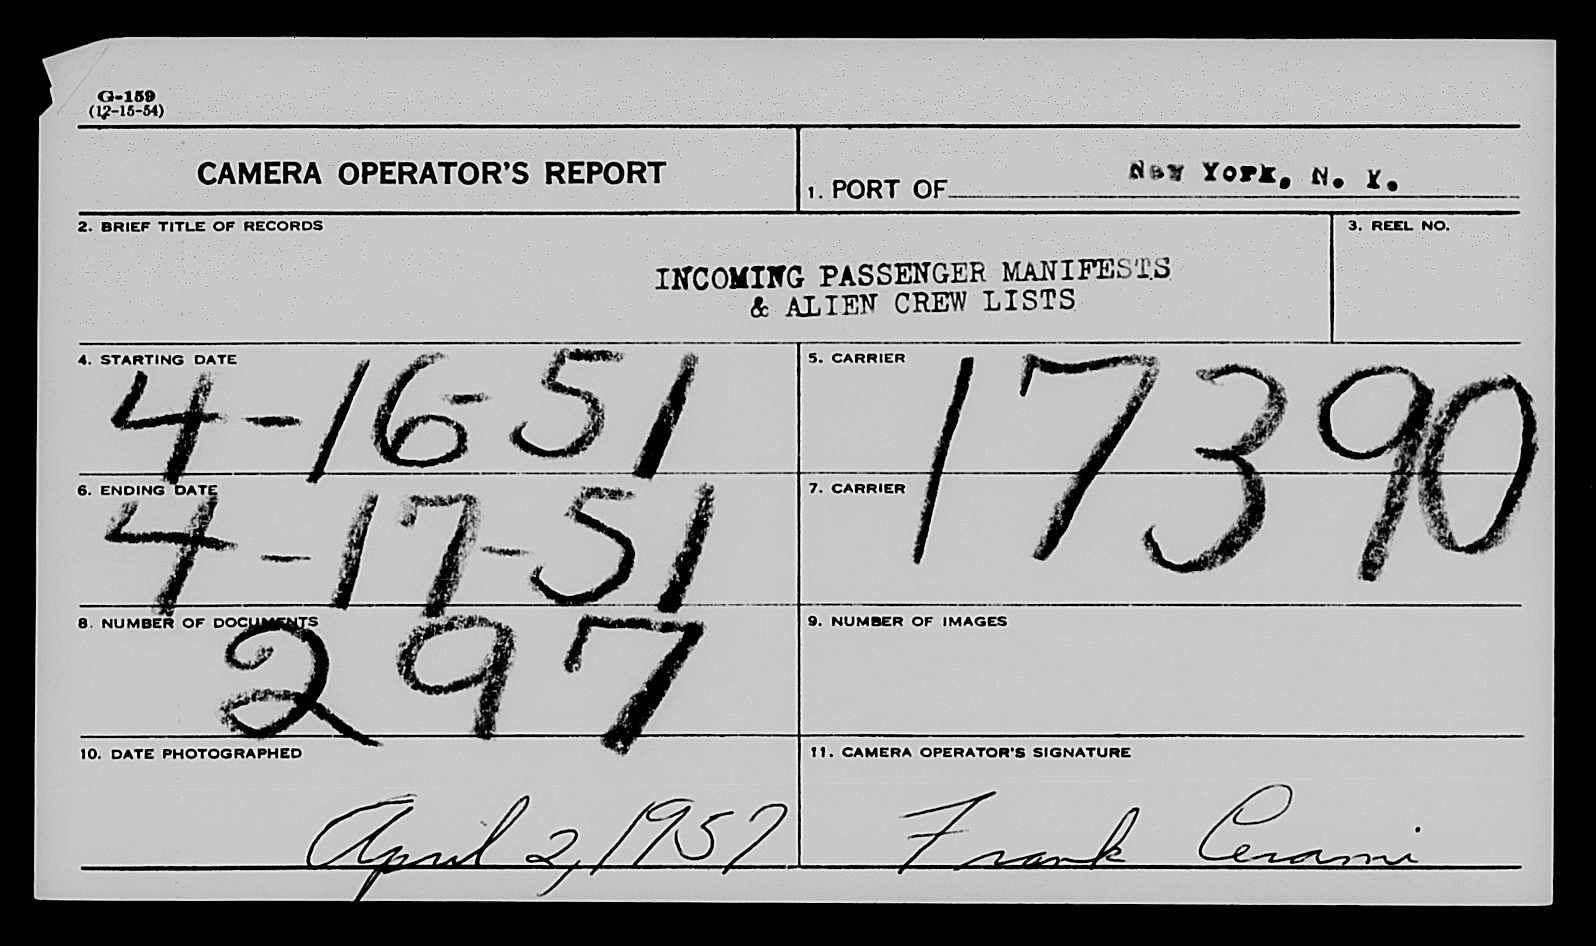 G-159
(12-15-54)
CAMERA OPERATOR'S REPORT
1. PORT OF New York, N. Y.
2. BRIEF TITLE OF RECORDS
3. REEL NO.
INCOMING PASSENGER MANIFESTS
& ALIEN CREW LISTS
4. STARTING DATE
4-16-51
5. CARRIER
17390
6. ENDING DATE
4-17-51
7. CARRIER
8. NUMBER OF DOCUMENTS
297
9. NUMBER OF IMAGES
10. DATE PHOTOGRAPHED
April 2, 1957
11. CAMERA OPERATOR'S SIGNATURE
Frank Cerami